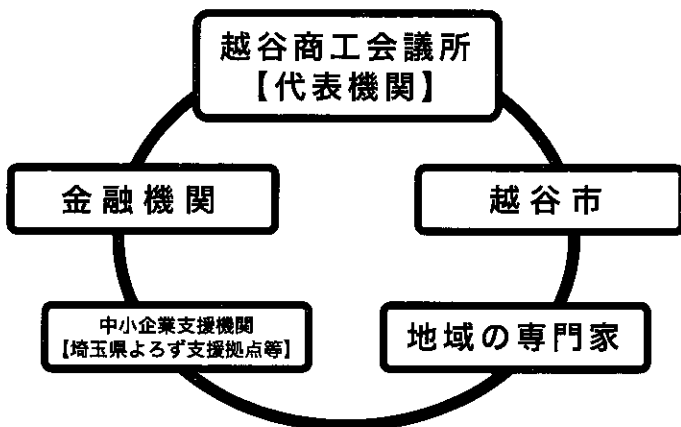 越谷商工会議所
【代表機関】
金融機関
越谷市
中小企業支援機関
【埼玉県よろず支援拠点等】
地域の専門家